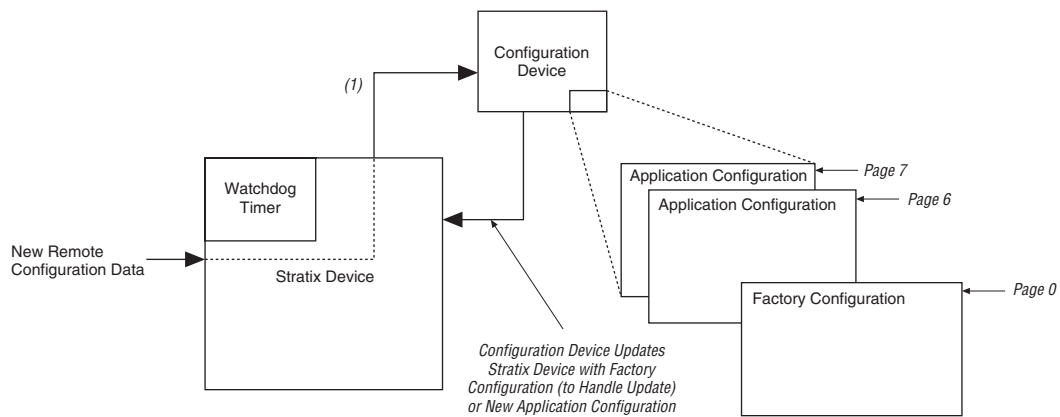 Configuration
Device
(1)
Watchdog
Timer
Application Configuration
Page 7
Application Configuration
Page 6
New Remote
Configuration Data
Stratix Device
Factory Configuration
Page 0
Configuration Device Updates
Stratix Device with Factory
Configuration (to Handle Update)
or New Application Configuration